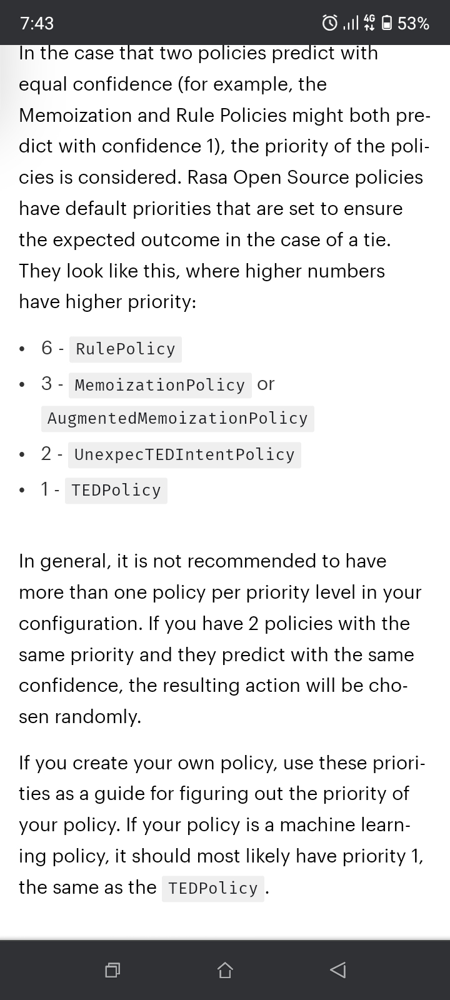 7:43 4G 53%
In the case that two policies predict with
equal confidence (for example, the
Memoization and Rule Policies might both pre-
dict with confidence 1), the priority of the poli-
cies is considered. Rasa Open Source policies
have default priorities that are set to ensure
the expected outcome in the case of a tie.
They look like this, where higher numbers
have higher priority:
• 6 - RulePolicy
• 3 - MemoizationPolicy or
AugmentedMemoizationPolicy
• 2 - UnexpecTEDIntentPolicy
• 1 - TEDPolicy
In general, it is not recommended to have
more than one policy per priority level in your
configuration. If you have 2 policies with the
same priority and they predict with the same
confidence, the resulting action will be cho-
sen randomly.
If you create your own policy, use these priori-
ties as a guide for figuring out the priority of
your policy. If your policy is a machine learn-
ing policy, it should most likely have priority 1,
the same as the TEDPolicy.